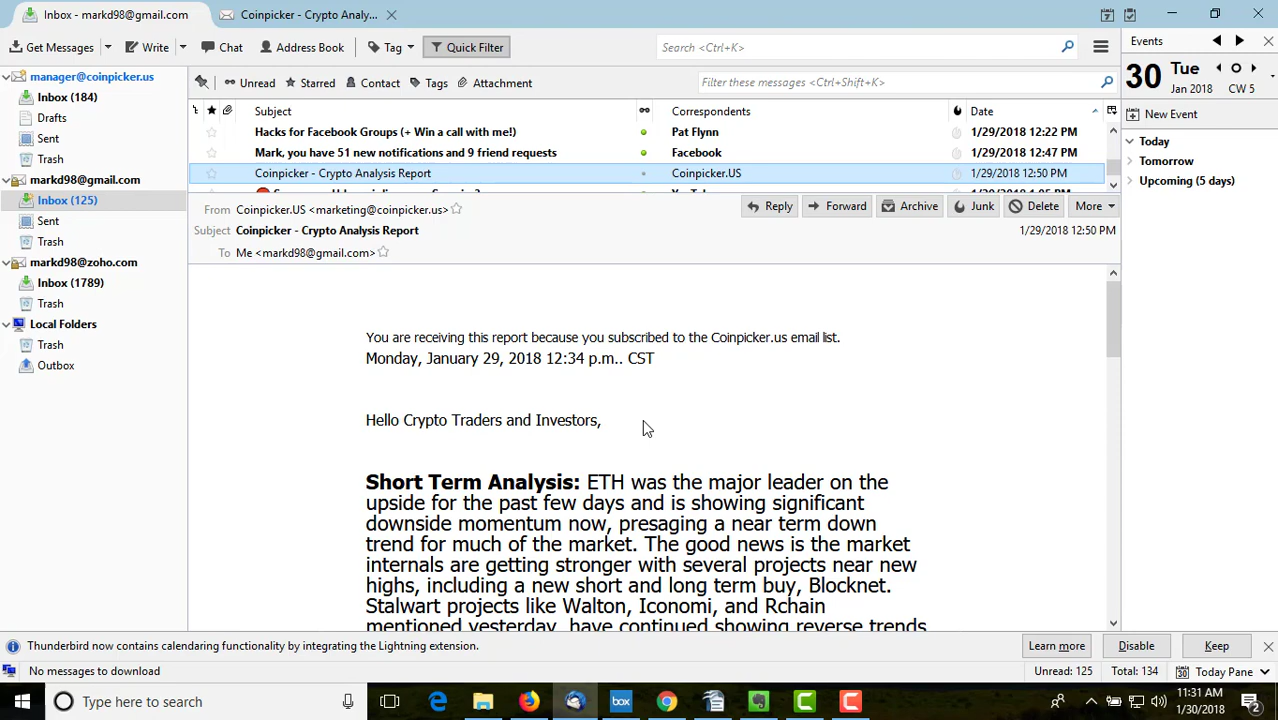 Inbox - markd98@gmail.com
Coinpicker - Crypto Analy...
Get Messages
Write
Chat
Address Book
Tag
Quick Filter
Search <Ctrl+K>
Unread
Starred
Contact
Tags
Attachment
Filter these messages <Ctrl+Shift+K>
Subject
Correspondents
Date
Hacks for Facebook Groups (+ Win a call with me!)
Pat Flynn
1/29/2018 12:22 PM
Mark, you have 51 new notifications and 9 friend requests
Facebook
1/29/2018 12:47 PM
Coinpicker - Crypto Analysis Report
Coinpicker.US
1/29/2018 12:50 PM
From Coinpicker.US <marketing@coinpicker.us>
Reply
Forward
Archive
Junk
Delete
More
Subject Coinpicker - Crypto Analysis Report
1/29/2018 12:50 PM
To Me <markd98@gmail.com>
manager@coinpicker.us
Inbox (184)
Drafts
Sent
Trash
markd98@gmail.com
Inbox (125)
Sent
Trash
markd98@zoho.com
Inbox (1789)
Trash
Local Folders
Trash
Outbox
You are receiving this report because you subscribed to the Coinpicker.us email list.
Monday, January 29, 2018 12:34 p.m.. CST
Hello Crypto Traders and Investors,
Short Term Analysis: ETH was the major leader on the
upside for the past few days and is showing significant
downside momentum now, presaging a near term down
trend for much of the market. The good news is the market
internals are getting stronger with several projects near new
highs, including a new short and long term buy, Blocknet.
Stalwart projects like Walton, Iconomi, and Rchain
mentioned yesterday, have continued showing reverse trends
Events
30
Tue
Jan 2018
CW 5
New Event
Today
Tomorrow
Upcoming (5 days)
Thunderbird now contains calendaring functionality by integrating the Lightning extension.
Learn more
Disable
Keep
No messages to download
Unread: 125
Total: 134
Today Pane
Type here to search
box
11:31 AM
1/30/2018
2